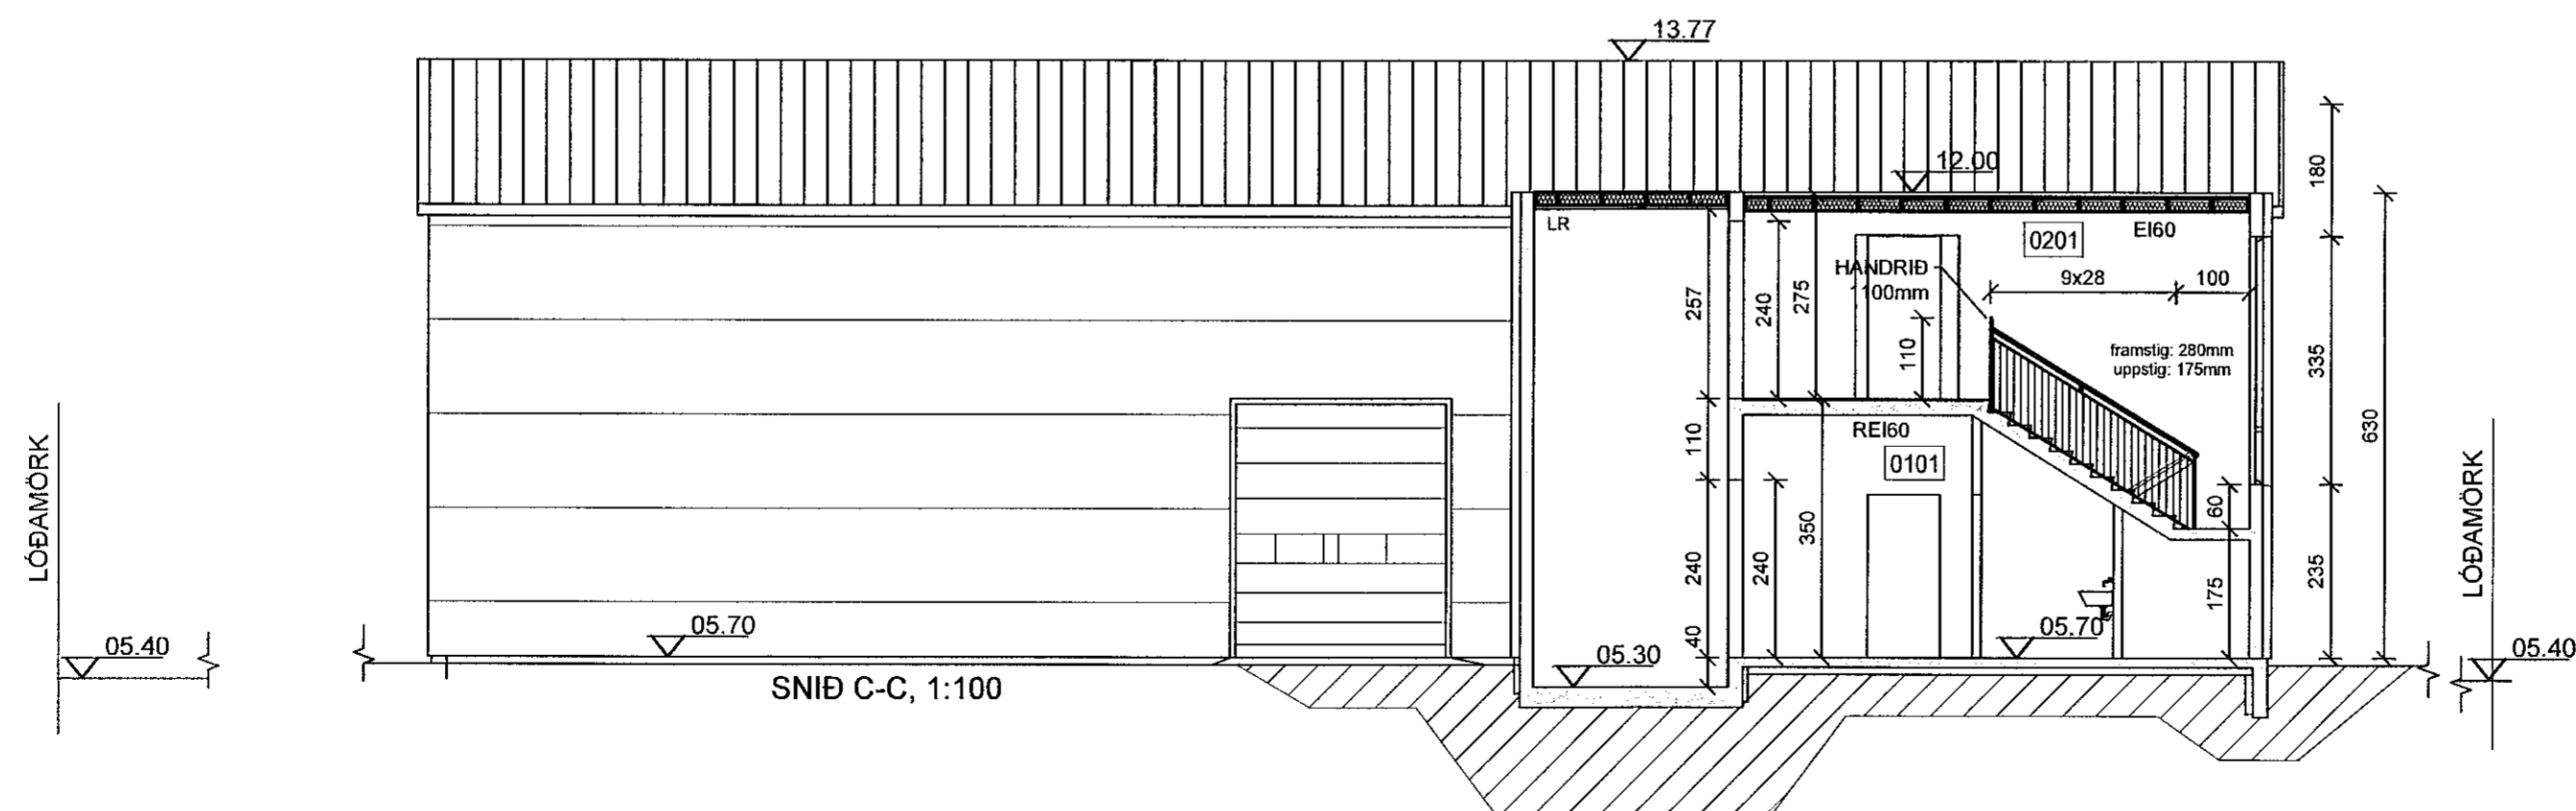 13.77
12.00
LR
0201
EI60
HANDRIÐ
100mm
9x28
100
180
257
240
275
110
framstig: 280mm
uppstig: 175mm
335
630
REI60
0101
110
240
240
350
60
175
235
40
LÓÐAMÖRK
05.40
05.70
05.30
05.70
LÓÐAMÖRK
05.40
SNIÐ C-C, 1:100